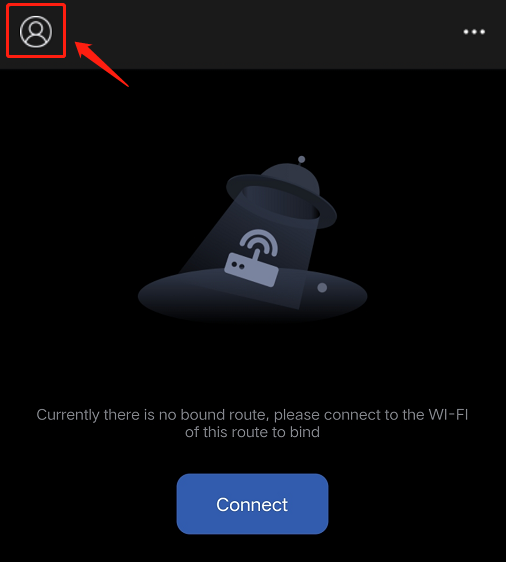 Currently there is no bound route, please connect to the WI-FI
of this route to bind
Connect